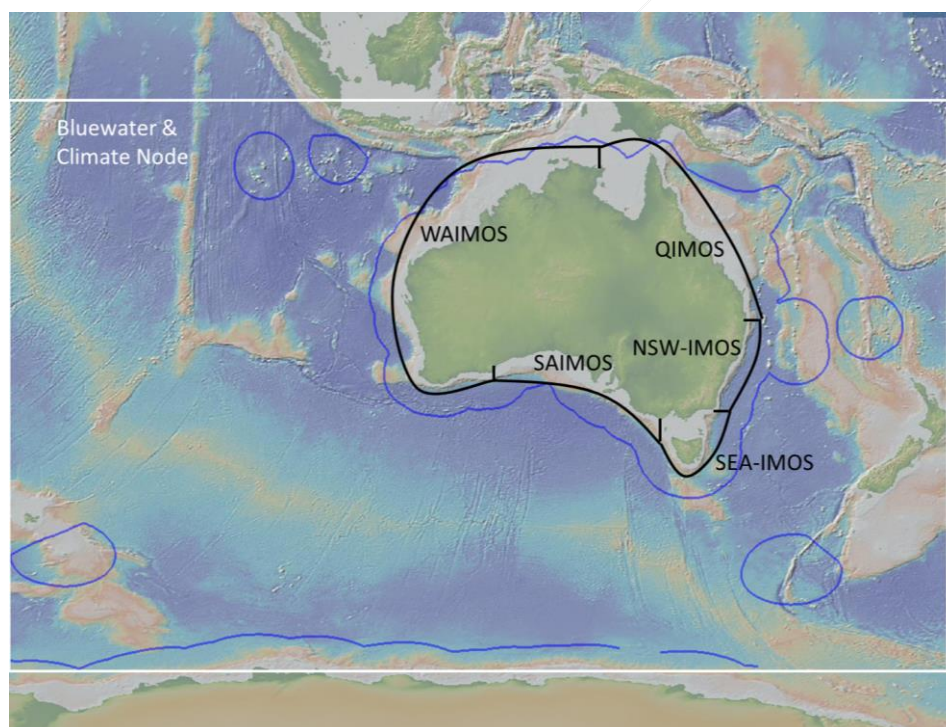 Bluewater &
Climate Node
WAIMOS
QIMOS
NSW-IMOS
SAIMOS
SEA-IMOS